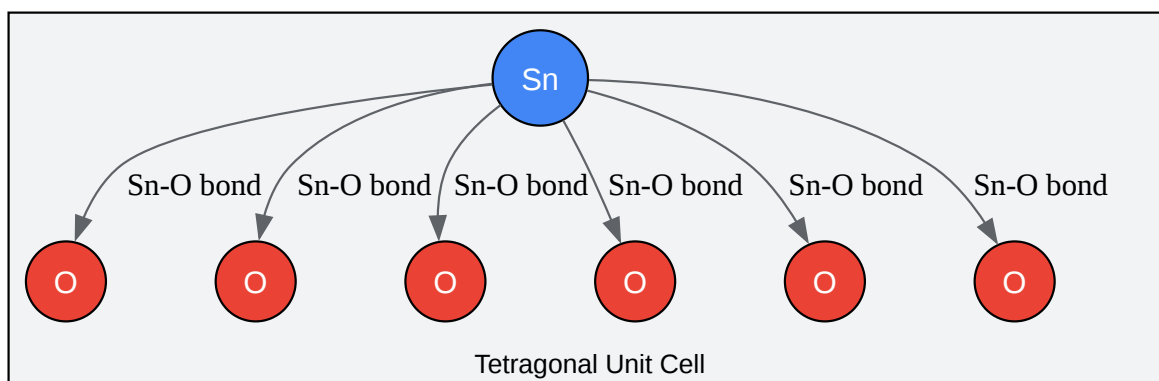 Sn
Sn-O bond Sn-O bond Sn-O bond Sn-O bond Sn-O bond Sn-O bond
O O O O O O
Tetragonal Unit Cell